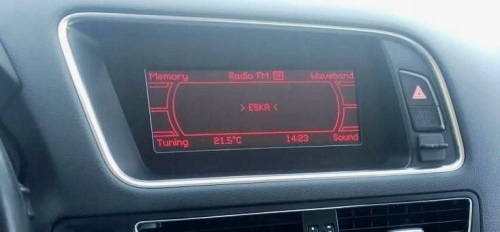 Memory Radio FM Waveband
> ESKA <
Tuning 21.5°C 14:23 Sound